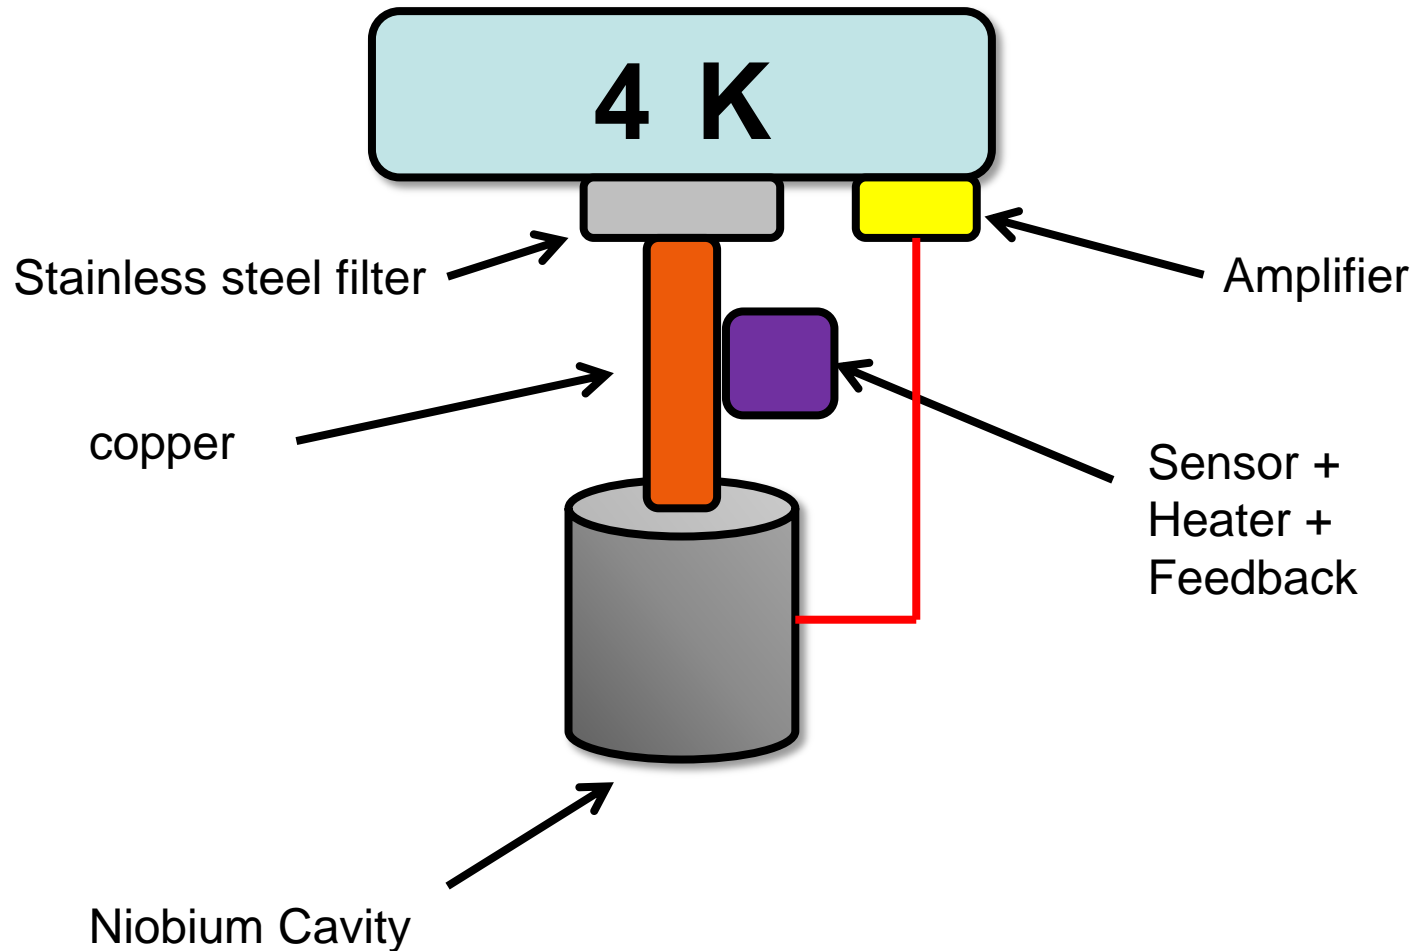 4 K
Stainless steel filter
Amplifier
copper
Sensor +
Heater +
Feedback
Niobium Cavity